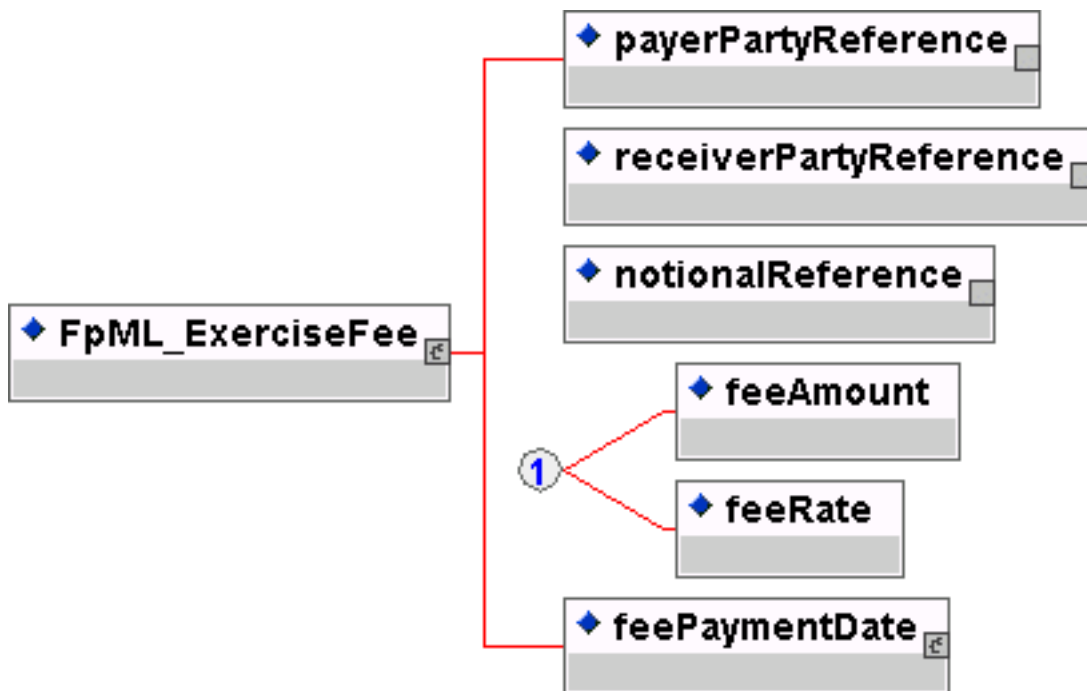 payerPartyReference
receiverPartyReference
notionalReference
FpML_ExerciseFee
feeAmount
1
feeRate
feePaymentDate